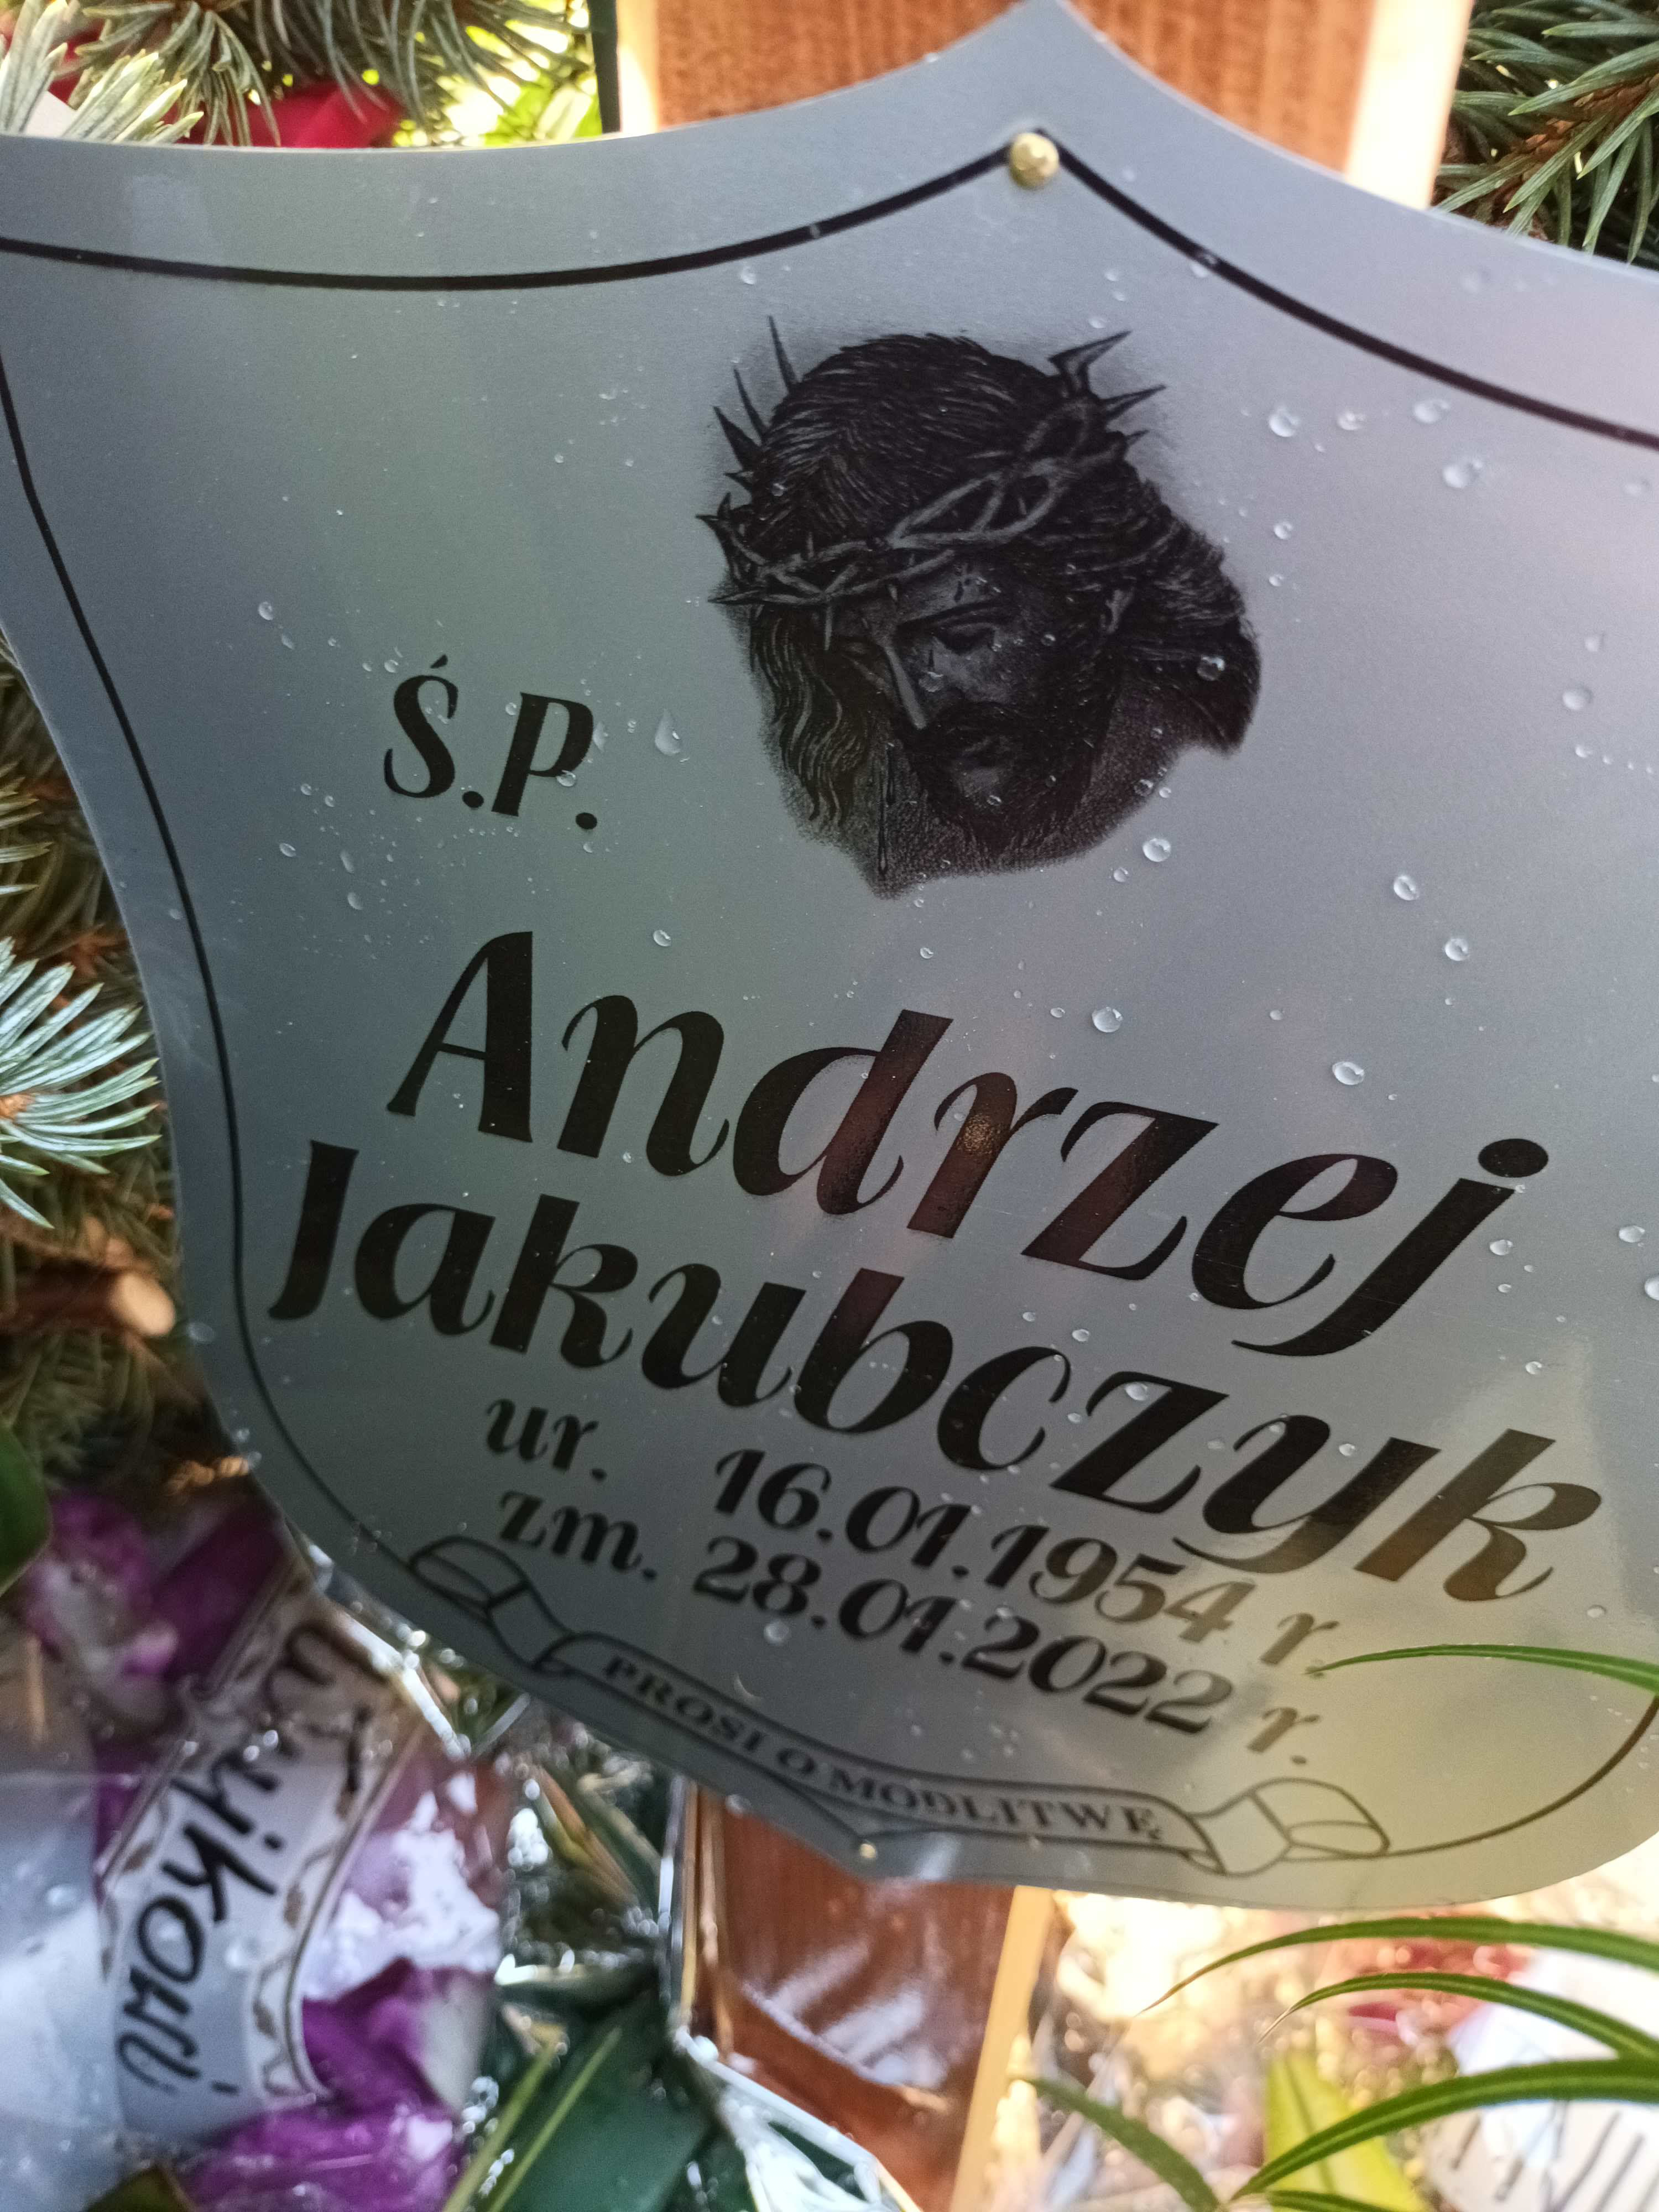 Ś.P.
Andrzej
Jakubczyk
ur. 16.01.1954 r.
zm. 28.01.2022 r.
PROSI O MODLITWĘ